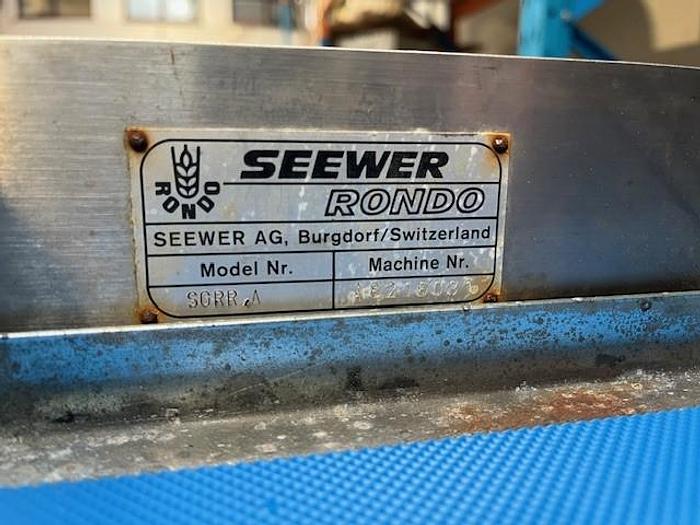 SEEWER
RONDO
RONDO
SEEWER AG, Burgdorf/Switzerland
Model Nr.
Machine Nr.